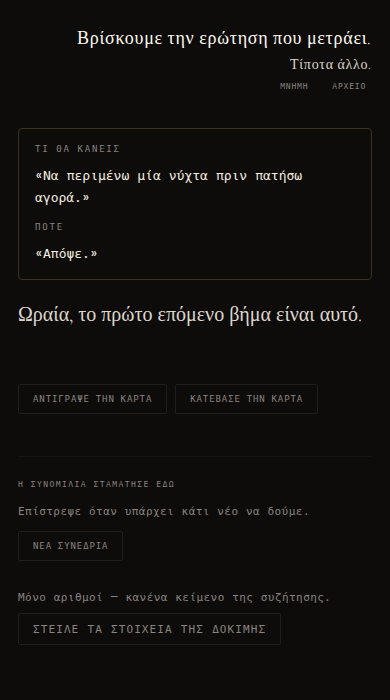 Βρίσκουμε την ερώτηση που μετράει.
Τίποτα άλλο.
ΜΝΗΜΗ ΑΡΧΕΙΟ
ΤΙ ΘΑ ΚΑΝΕΙΣ
«Να περιμένω μία νύχτα πριν πατήσω
αγορά.»
ΠΟΤΕ
«Απόψε.»
Ωραία, το πρώτο επόμενο βήμα είναι αυτό.
ΑΝΤΙΓΡΑΨΕ ΤΗΝ ΚΑΡΤΑ ΚΑΤΕΒΑΣΕ ΤΗΝ ΚΑΡΤΑ
Η ΣΥΝΟΜΙΛΙΑ ΣΤΑΜΑΤΗΣΕ ΕΔΩ
Επίστρεψε όταν υπάρχει κάτι νέο να δούμε.
ΝΕΑ ΣΥΝΕΔΡΙΑ
Μόνο αριθμοί — κανένα κείμενο της συζήτησης.
ΣΤΕΙΛΕ ΤΑ ΣΤΟΙΧΕΙΑ ΤΗΣ ΔΟΚΙΜΗΣ